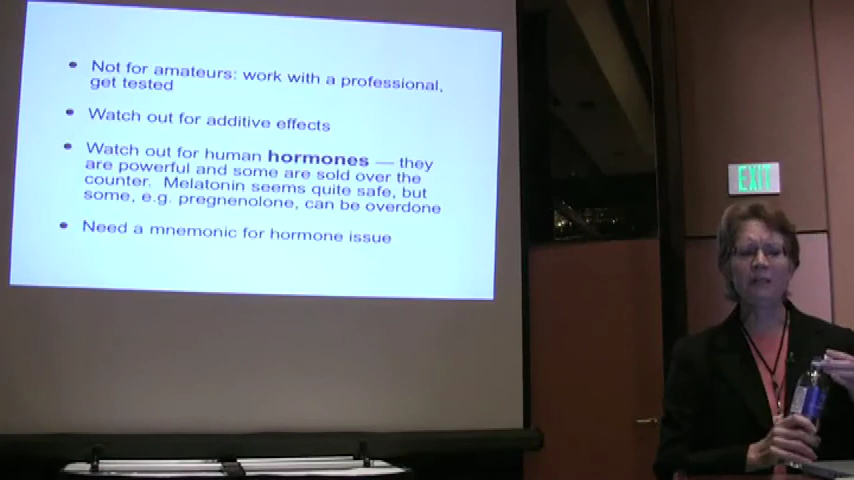 Not for amateurs: work with a professional,
get tested
Watch out for additive effects
Watch out for human hormones — they
are powerful and some are sold over the
counter. Melatonin seems quite safe, but
some, e.g. pregnenolone, can be overdone
Need a mnemonic for hormone issue
EXIT